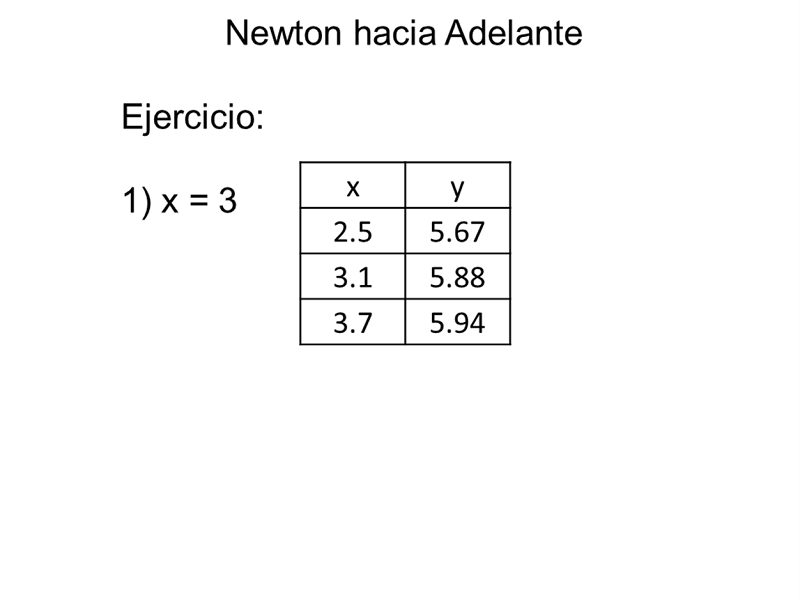 Newton hacia Adelante
Ejercicio:
1) x = 3
x y
2.5 5.67
3.1 5.88
3.7 5.94